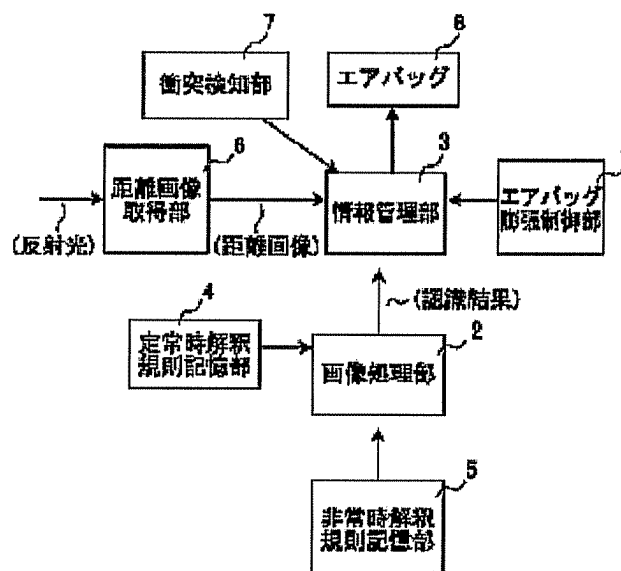 7
衝突検知部
8
エアバッグ
6
距離画像
取得部
3
情報管理部
エアバッグ
膨張制御部
(反射光)
(距離画像)
(認識結果)
4
定常時解釈
規則記憶部
2
画像処理部
5
非常時解釈
規則記憶部